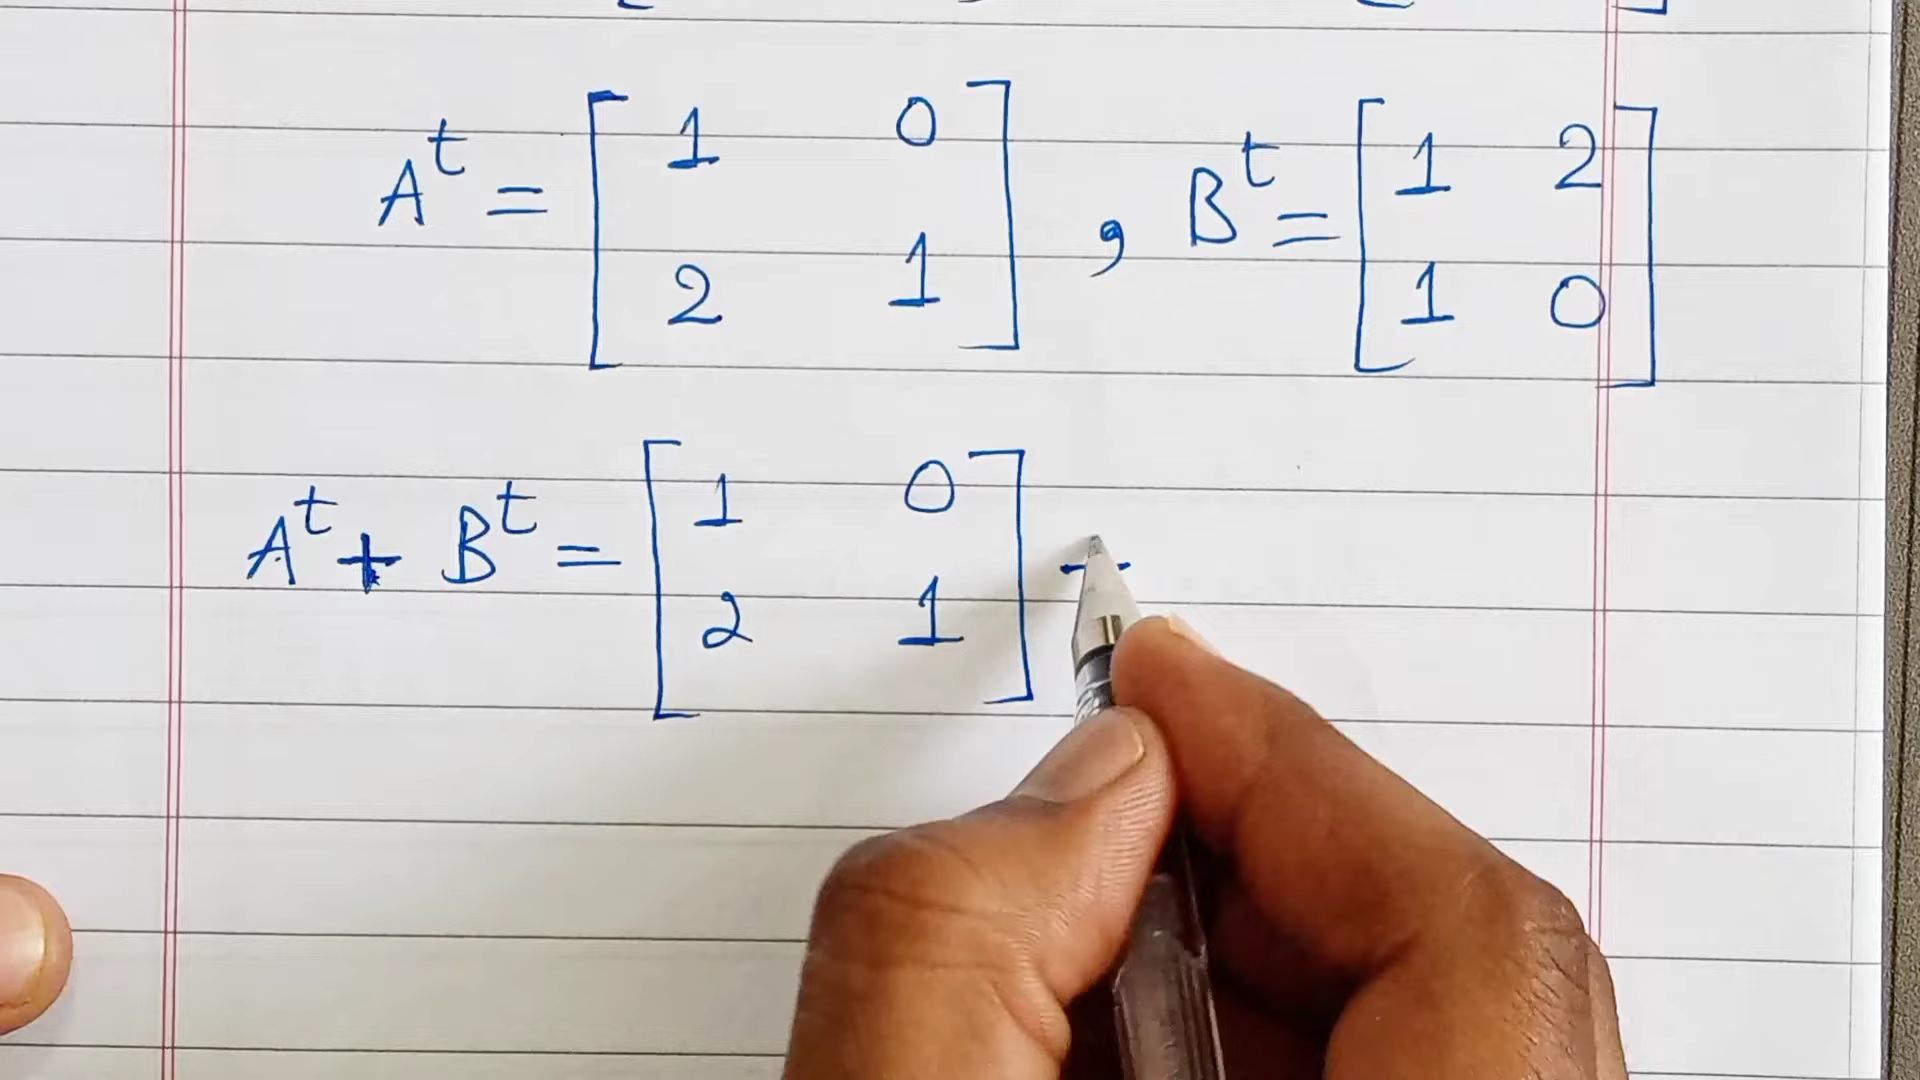 A^t = [ 1 0 ; 2 1 ] , B^t = [ 1 2 ; 1 0 ]
A^t + B^t = [ 1 0 ; 2 1 ]